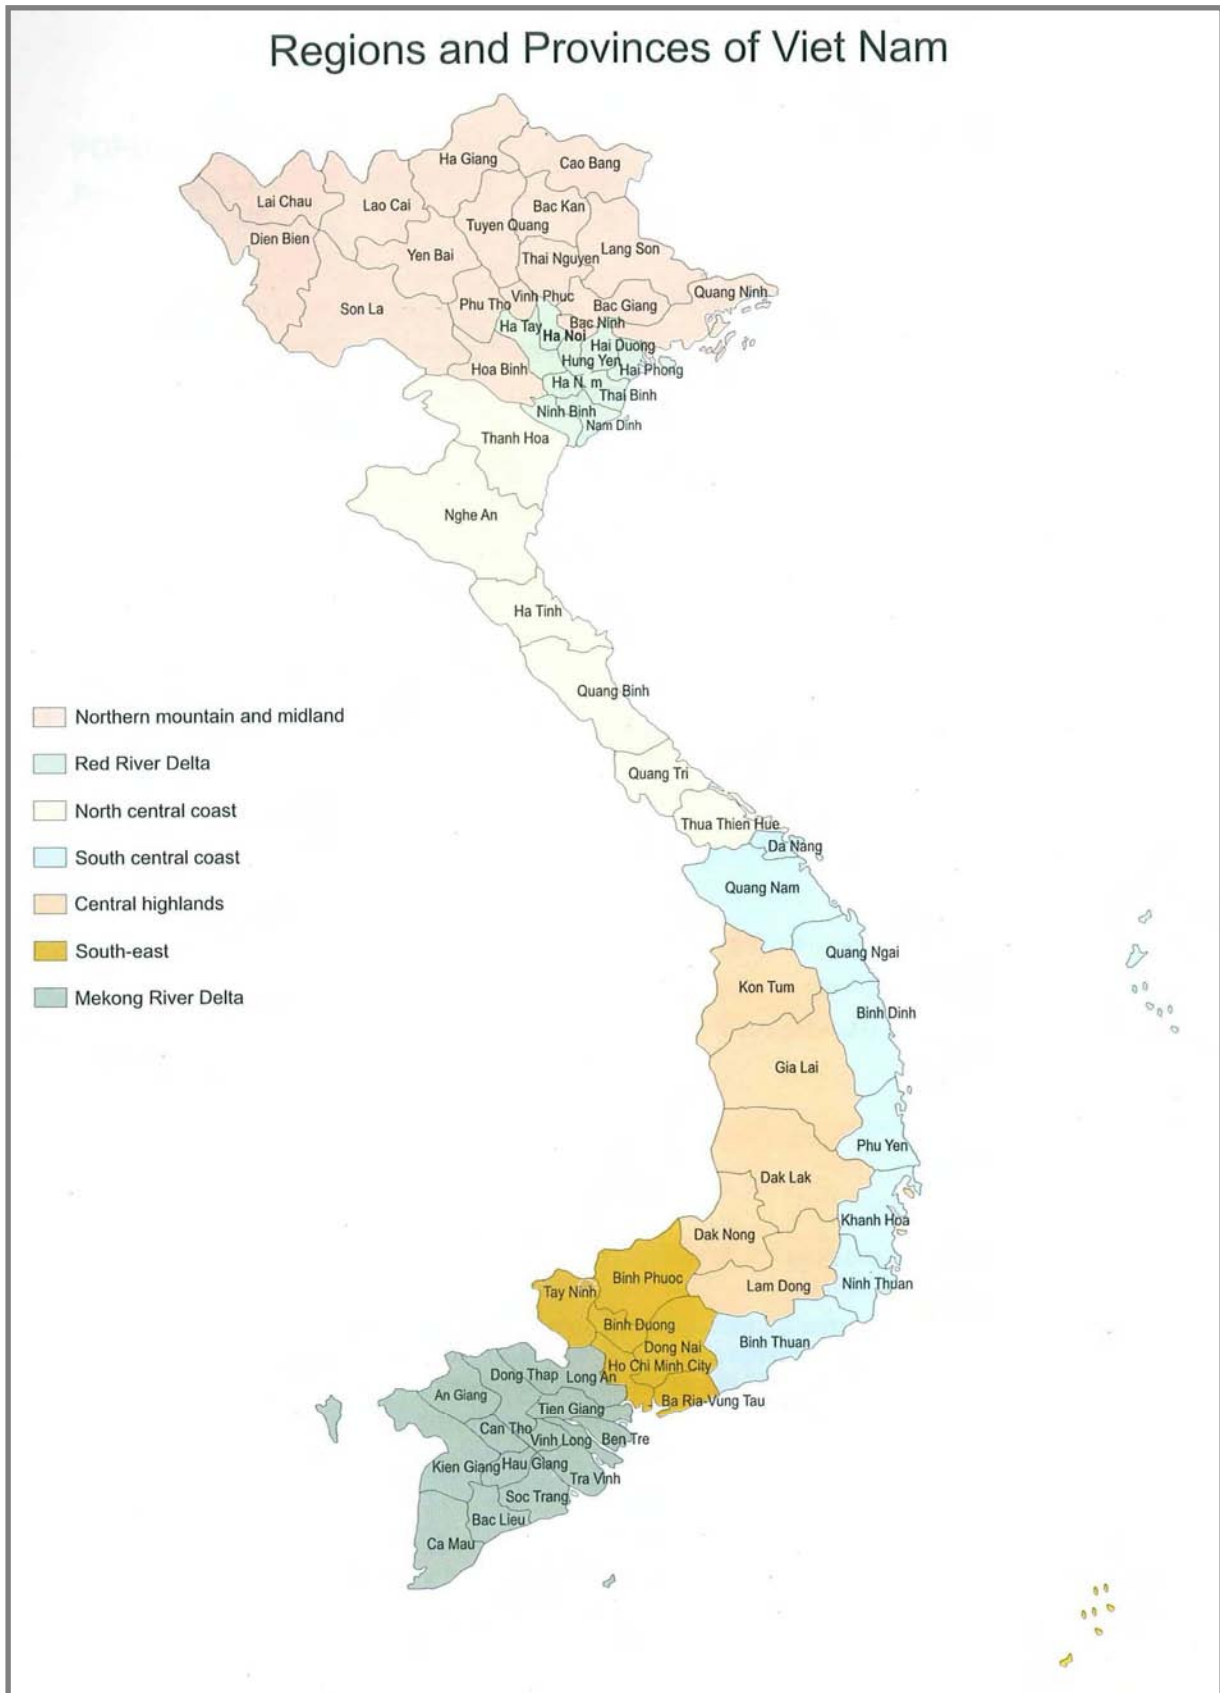 Regions and Provinces of Viet Nam
Ha Giang
Cao Bang
Lai Chau
Lao Cai
Bac Kan
Tuyen Quang
Dien Bien
Yen Bai
Thai Nguyen
Lang Son
Son La
Phu Tho
Vinh Phuc
Bac Giang
Quang Ninh
Ha Tay
Ha Noi
Bac Ninh
Hai Duong
Hung Yen
Hai Phong
Hoa Binh
Ha N. m
Thai Binh
Ninh Binh
Nam Dinh
Thanh Hoa
Nghe An
Ha Tinh
Quang Binh
Quang Tri
Thua Thien Hue
Da Nang
Quang Nam
Quang Ngai
Kon Tum
Binh Dinh
Gia Lai
Phu Yen
Dak Lak
Khanh Hoa
Dak Nong
Lam Dong
Ninh Thuan
Binh Phuoc
Tay Ninh
Binh Duong
Binh Thuan
Dong Nai
Ho Chi Minh City
Ba Ria-Vung Tau
Dong Thap
Long An
An Giang
Tien Giang
Can Tho
Vinh Long
Ben Tre
Kien Giang
Hau Giang
Tra Vinh
Soc Trang
Bac Lieu
Ca Mau
Northern mountain and midland
Red River Delta
North central coast
South central coast
Central highlands
South-east
Mekong River Delta